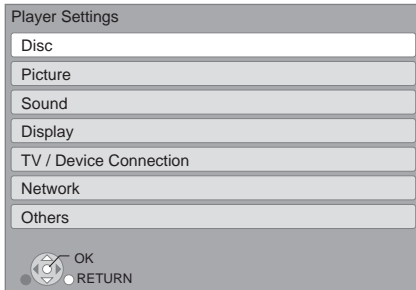 Player Settings
Disc
Picture
Sound
Display
TV / Device Connection
Network
Others
OK
RETURN